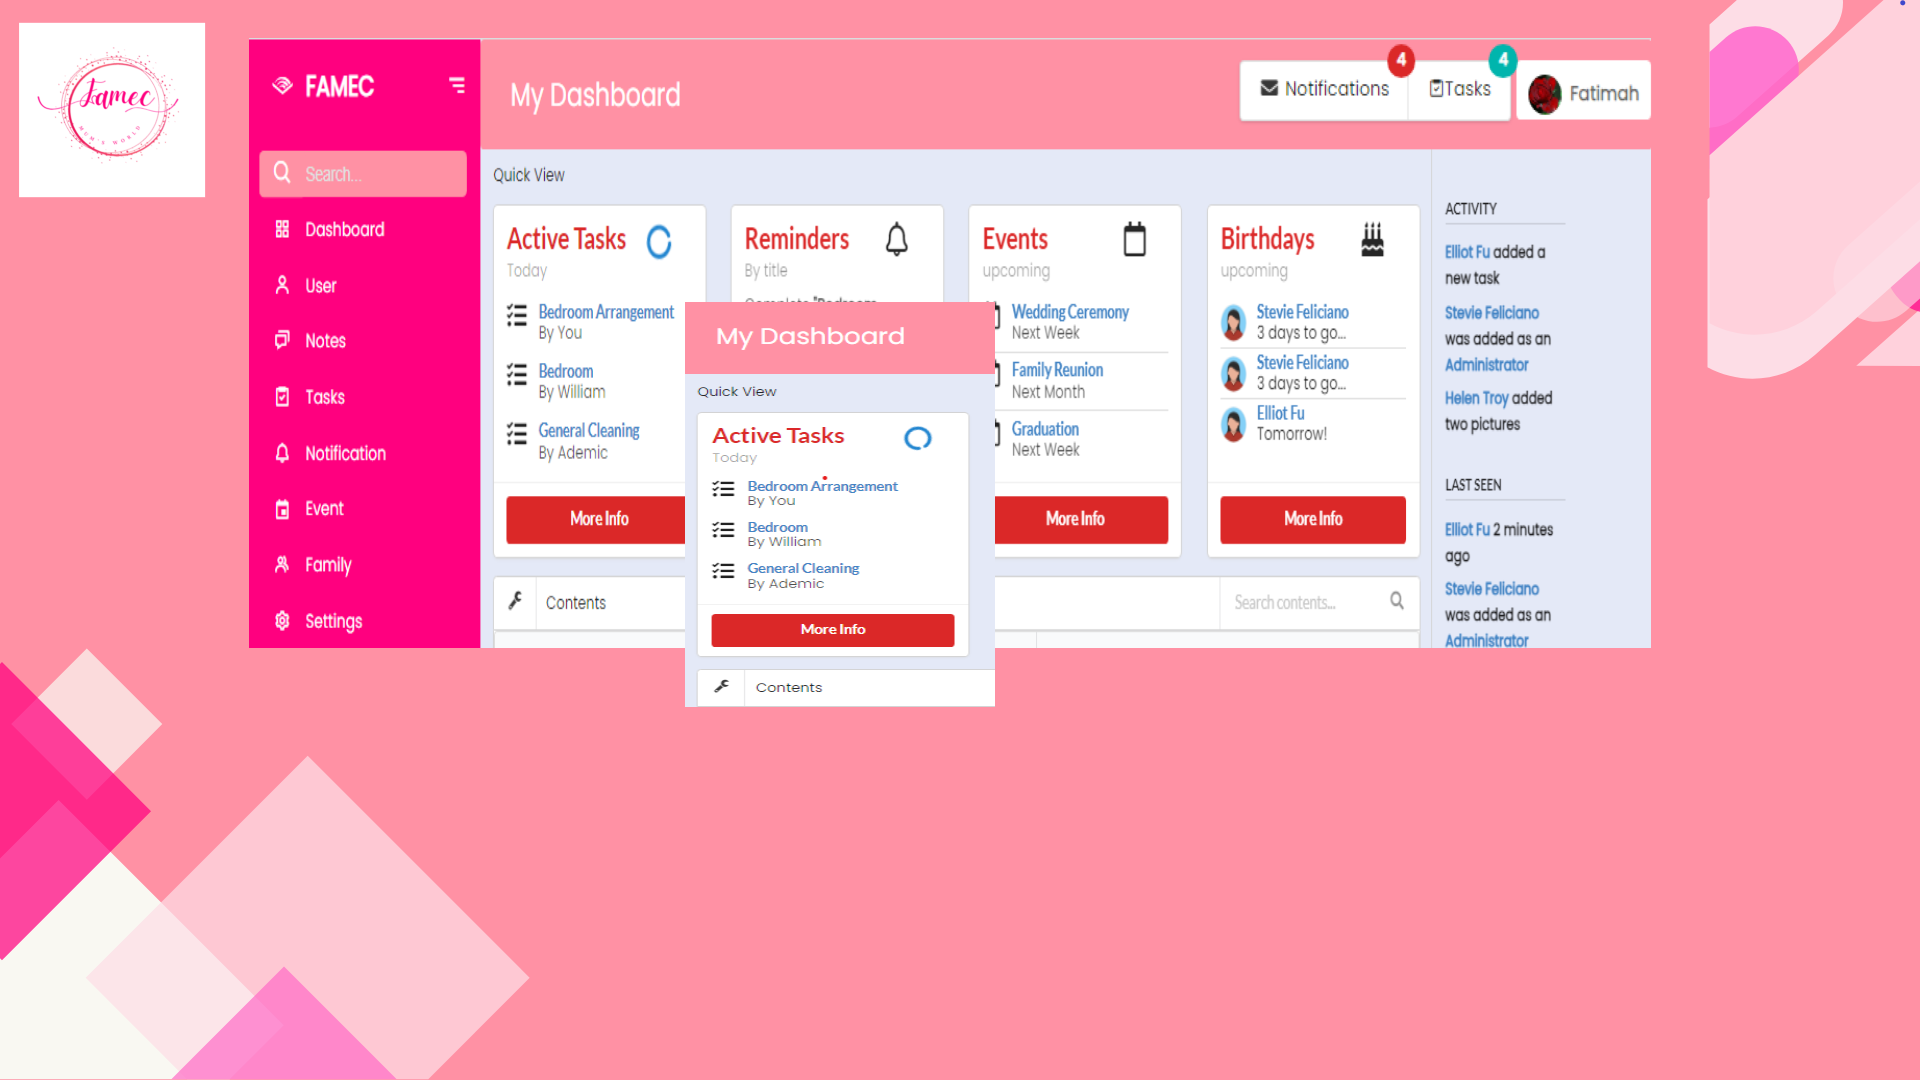 Famec
MUM'S WORLD
FAMEC
Search...
Dashboard
User
Notes
Tasks
Notification
Event
Family
Settings
My Dashboard
Notifications
4
Tasks
4
Fatimah
Quick View
Active Tasks
Today
Bedroom Arrangement
By You
Bedroom
By William
General Cleaning
By Ademic
More Info
Reminders
By title
Complete "Bedroom
Events
upcoming
Wedding Ceremony
Next Week
Family Reunion
Next Month
Graduation
Next Week
More Info
Birthdays
upcoming
Stevie Feliciano
3 days to go...
Stevie Feliciano
3 days to go...
Elliot Fu
Tomorrow!
More Info
Contents
Search contents...
ACTIVITY
Elliot Fu added a
new task
Stevie Feliciano
was added as an
Administrator
Helen Troy added
two pictures
LAST SEEN
Elliot Fu 2 minutes
ago
Stevie Feliciano
was added as an
Administrator
My Dashboard
Quick View
Active Tasks
Today
Bedroom Arrangement
By You
Bedroom
By William
General Cleaning
By Ademic
More Info
Contents